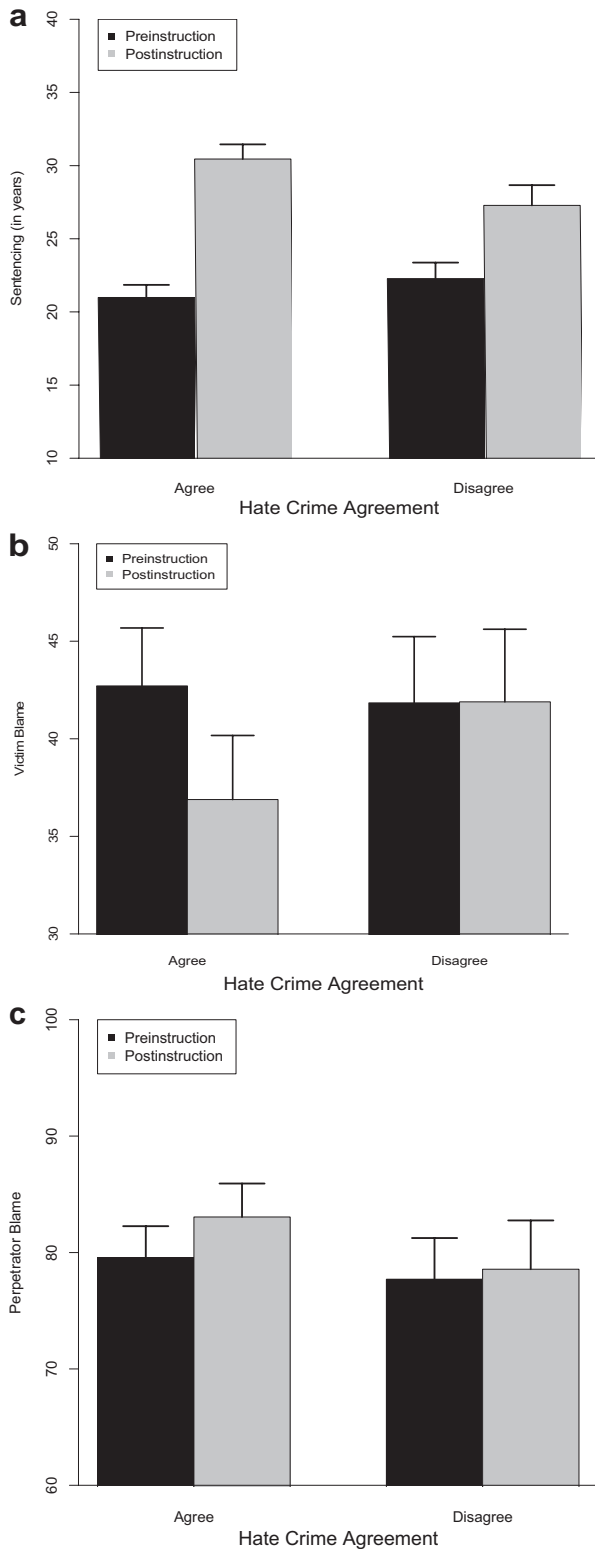 a
Preinstruction
Postinstruction
Sentencing (in years)
40
35
30
25
20
15
10
Agree
Disagree
Hate Crime Agreement
b
Preinstruction
Postinstruction
Victim Blame
50
45
40
35
30
Agree
Disagree
Hate Crime Agreement
c
Preinstruction
Postinstruction
Perpetrator Blame
100
90
80
70
60
Agree
Disagree
Hate Crime Agreement